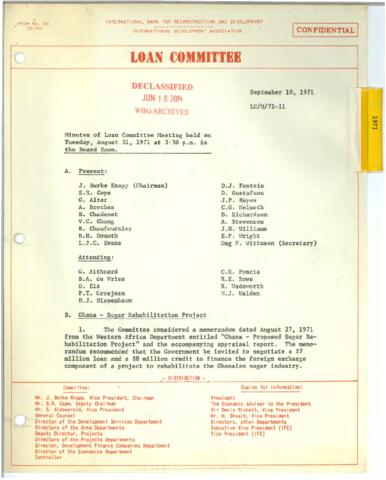 Form No. 99
INTERNATIONAL BANK FOR RECONSTRUCTION AND DEVELOPMENT
INTERNATIONAL DEVELOPMENT ASSOCIATION
CONFIDENTIAL
LOAN COMMITTEE
DECLASSIFIED
JUN 18 2014
WBG ARCHIVES
September 10, 1971
LC/M/71-11
1971
Minutes of Loan Committee Meeting held on
Tuesday, August 31, 1971 at 3:30 p.m. in
the Board Room.
A. Present:
J. Burke Knapp (Chairman) D.J. Fontein
S.R. Cope D. Gustafson
G. Alter J.P. Hayes
A. Broches C.G. Melmoth
B. Chadenet D. Richardson
V.C. Chang A. Stevenson
R. Chaufournier J.H. Williams
R.H. Demuth E.P. Wright
L.J.C. Evans Dag F. Wittusen (Secretary)
Attending:
G. Aithnard C.R. Pencis
B.A. de Vries R.E. Rowe
D. Elz R. Wadsworth
P.T. Grosjean M.J. Walden
H.J. Nissenbaum
B. Ghana - Sugar Rehabilitation Project
1. The Committee considered a memorandum dated August 27, 1971
from the Western Africa Department entitled "Ghana - Proposed Sugar Re-
habilitation Project" and the accompanying appraisal report. The memo-
randum recommended that the Government be invited to negotiate a $7
million loan and a $8 million credit to finance the foreign exchange
component of a project to rehabilitate the Ghanaian sugar industry.
- DISTRIBUTION -
Committee:
Mr. J. Burke Knapp, Vice President, Chairman
Mr. S.R. Cope, Deputy Chairman
Mr. S. Aldewereld, Vice President
General Counsel
Director of the Development Services Department
Directors of the Area Departments
Deputy Director, Projects
Directors of the Projects Departments
Director, Development Finance Companies Department
Director of the Economics Department
Controller
Copies for information:
President
The Economic Adviser to the President
Sir Denis Rickett, Vice President
Mr. M. Shoaib, Vice President
Directors, other Departments
Executive Vice President (IFC)
Vice President (IFC)